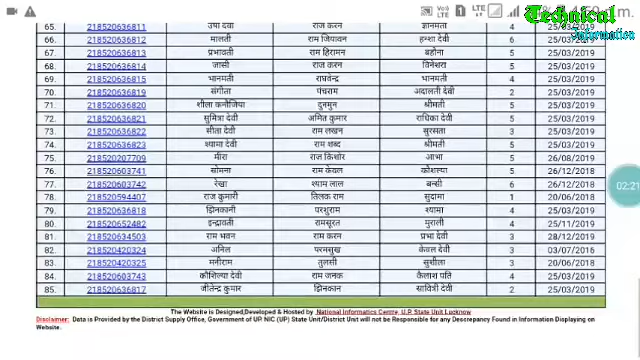 Technical
Information
65. 218520636811 उषा देवी राज करन ज्ञानमती 4 25/03/2019
66. 218520636812 मालती राम जियावन हम्शा देवी 6 25/03/2019
67. 218520636813 प्रभावती राम हिरामन बहोना 5 25/03/2019
68. 218520636814 जासी राज करन विनेशरा 5 25/03/2019
69. 218520636815 भानमती राघवेन्द्र भानमती 4 25/03/2019
70. 218520636819 संगीता पंचराम अदालती देवी 2 25/03/2019
71. 218520636820 शीला कनौजिया दुनमुन श्रीमती 5 25/03/2019
72. 218520636821 सुमित्रा देवी अमित कुमार राधिका देवी 5 25/03/2019
73. 218520636822 सीता देवी राम लखन सुरसता 3 25/03/2019
74. 218520636823 श्यामा देवी राम शब्द श्रीमती 5 25/03/2019
75. 218520207709 मीरा राज किशोर आभा 5 26/08/2019
76. 218520603741 सोमना राम केवल कौशल्या 5 26/12/2018
77. 218520603742 रेखा श्याम लाल बन्सी 6 26/12/2018
78. 218520594407 राज कुमारी तिलक राम सुदामा 1 20/06/2018
79. 218520636818 झिनकानी परशुराम श्यामा 4 25/03/2019
80. 218520652482 इन्द्रावती रामसूरत मुराली 4 25/11/2019
81. 218520634503 राम भवन राम करन प्रभा देवी 3 28/12/2019
82. 218520420324 अनिल परनसुख केवल देवी 3 03/07/2016
83. 218520420325 मनीराम तुलसी सुशीला 3 20/06/2018
84. 218520603743 कौशिल्या देवी राम जनक कैलाश पति 4 25/03/2019
85. 218520636817 जीतेन्द्र कुमार झिनकान सावित्री देवी 2 25/03/2019
02:21
The Website is Designed,Developed & Hosted by National Informatics Centre, U.P. State Unit Lucknow
Disclaimer: Data is Provided by the District Supply Office, Government of UP. NIC (UP) State Unit/District Unit will not be Responsible for any Descrepancy Found in Information Displaying on
Website.